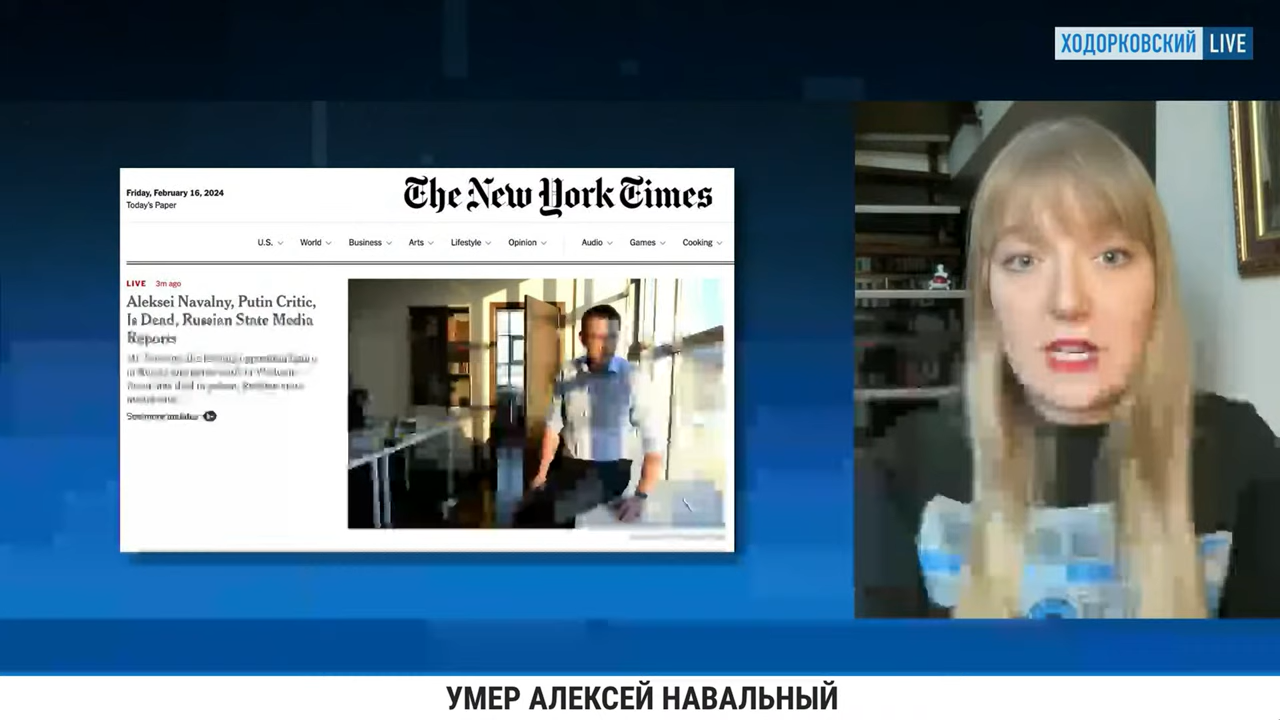 ХОДОРКОВСКИЙ LIVE
Friday, February 16, 2024
Today's Paper
The New York Times
U.S. World Business Arts Lifestyle Opinion Audio Games Cooking
LIVE 3m ago
Aleksei Navalny, Putin Critic,
Is Dead, Russian State Media
Reports
УМЕР АЛЕКСЕЙ НАВАЛЬНЫЙ